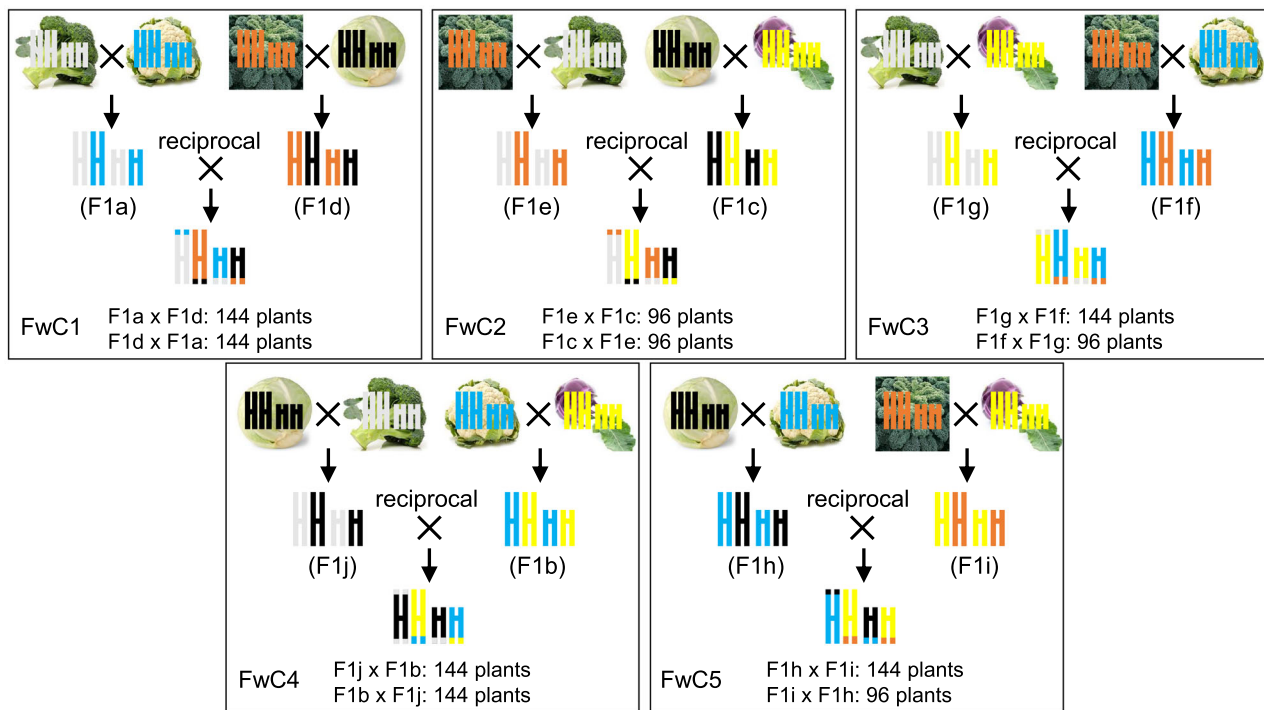 reciprocal
(F1a)
(F1d)
FwC1
F1a x F1d: 144 plants
F1d x F1a: 144 plants
reciprocal
(F1e)
(F1c)
FwC2
F1e x F1c: 96 plants
F1c x F1e: 96 plants
reciprocal
(F1g)
(F1f)
FwC3
F1g x F1f: 144 plants
F1f x F1g: 96 plants
reciprocal
(F1j)
(F1b)
FwC4
F1j x F1b: 144 plants
F1b x F1j: 144 plants
reciprocal
(F1h)
(F1i)
FwC5
F1h x F1i: 144 plants
F1i x F1h: 96 plants